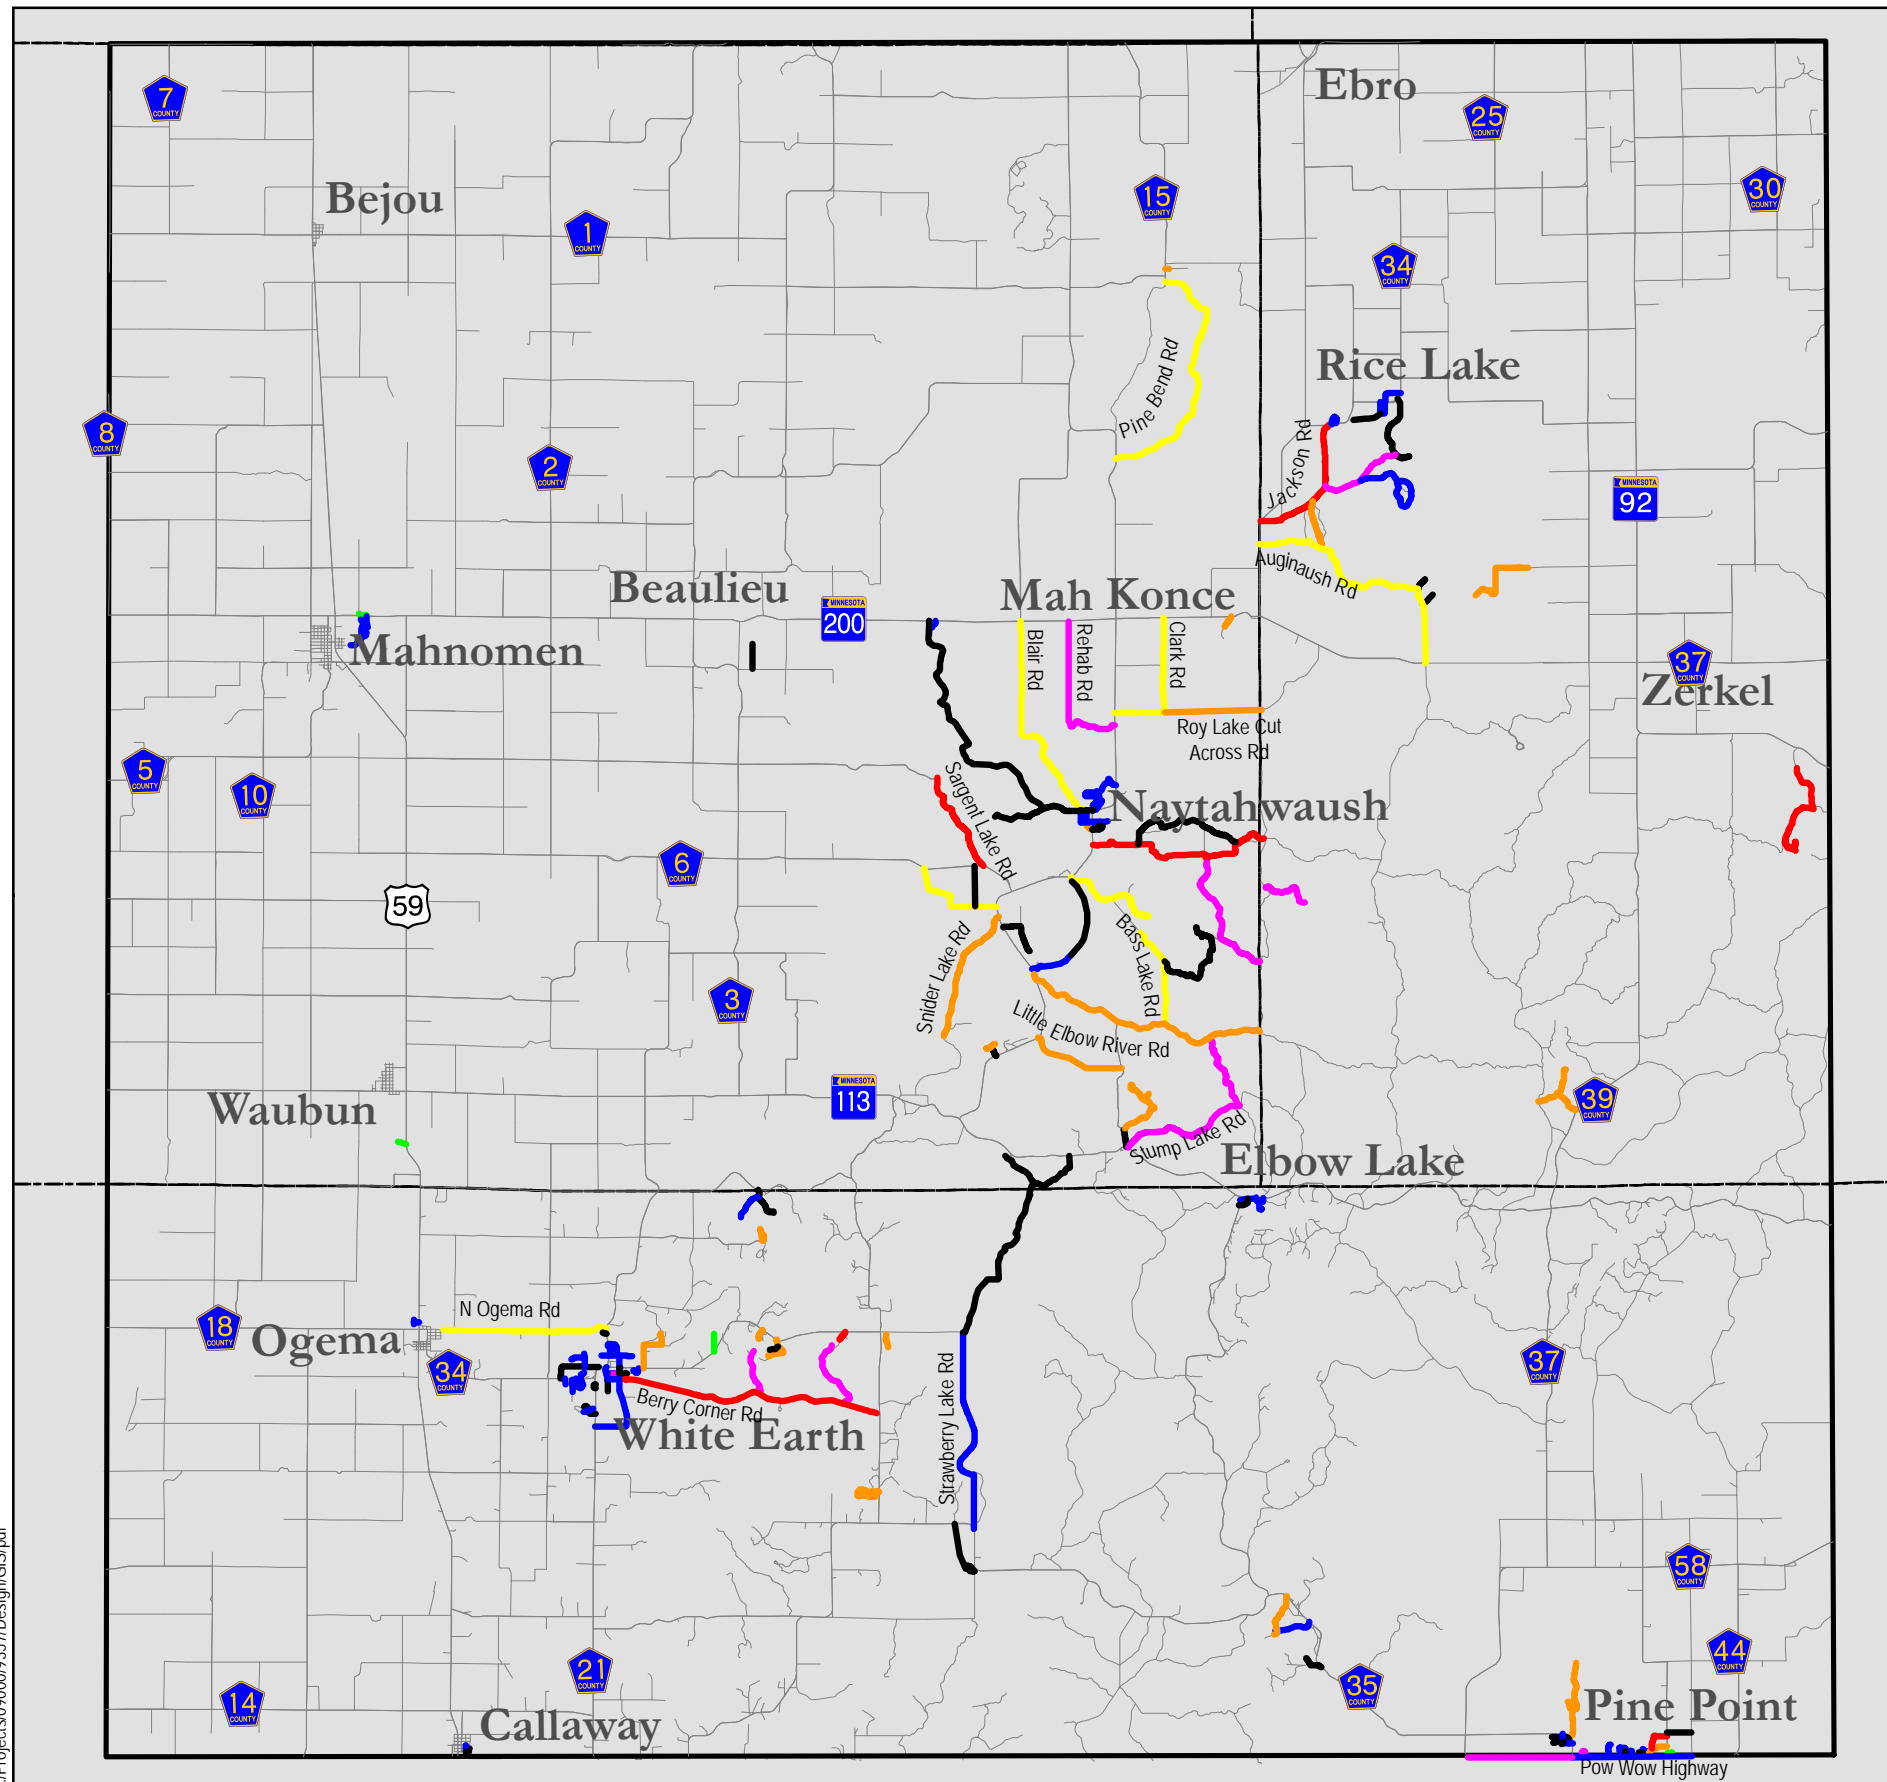 Ebro
7
COUNTY
25
COUNTY
Bejou
15
COUNTY
30
COUNTY
1
COUNTY
34
COUNTY
Pine Bend Rd
Rice Lake
8
COUNTY
2
COUNTY
Jackson Rd
MINNESOTA
92
Auginaush Rd
Beaulieu
MINNESOTA
200
Mah Konce
Mahnomen
Blair Rd
Rehab Rd
Clark Rd
37
COUNTY
Zerkel
Roy Lake Cut
Across Rd
5
COUNTY
10
COUNTY
Sargent Lake Rd
Naytahwaush
6
COUNTY
59
Snider Lake Rd
Bass Lake Rd
3
COUNTY
Little Elbow River Rd
MINNESOTA
113
39
COUNTY
Waubun
Stump Lake Rd
Elbow Lake
N Ogema Rd
18
COUNTY
Ogema
34
COUNTY
37
COUNTY
Berry Corner Rd
White Earth
Strawberry Lake Rd
58
COUNTY
44
COUNTY
21
COUNTY
35
COUNTY
14
COUNTY
Callaway
Pine Point
Pow Wow Highway